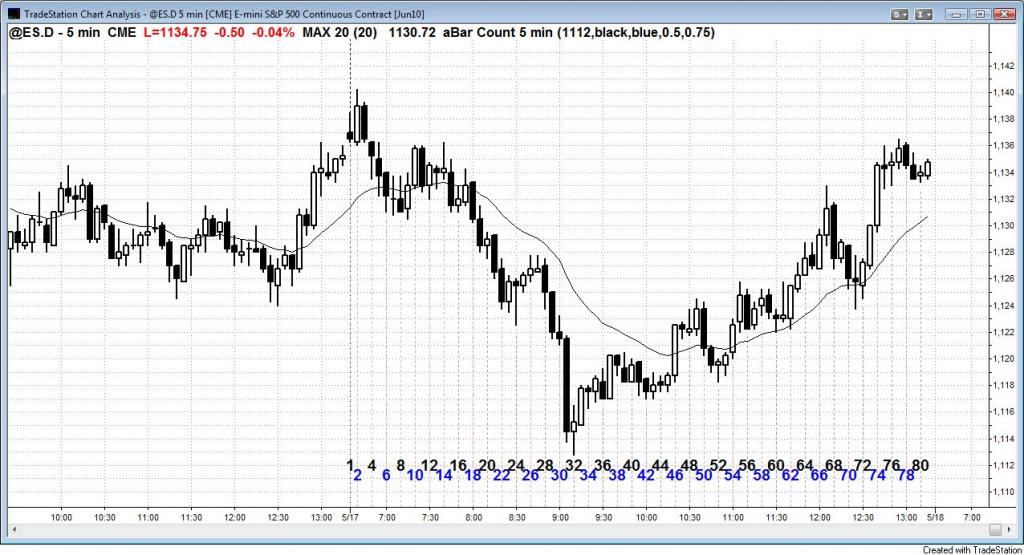 TradeStation Chart Analysis - @ES.D 5 min [CME] E-mini S&P 500 Continuous Contract [Jun10]
S I
@ES.D - 5 min CME L=1134.75 -0.50 -0.04% MAX 20 (20) 1130.72 aBar Count 5 min (1112,black,blue,0.5,0.75)
1,142
1,140
1,138
1,136
1,134
1,132
1,130
1,128
1,126
1,124
1,122
1,120
1,118
1,116
1,114
1,112
1,110
1 4 8 12 16 20 24 28 32 36 40 44 48 52 56 60 64 68 72 76 80
2 6 10 14 18 22 26 30 34 38 42 46 50 54 58 62 66 70 74 78
10:00 10:30 11:00 11:30 12:00 12:30 13:00 5/17 7:00 7:30 8:00 8:30 9:00 9:30 10:00 10:30 11:00 11:30 12:00 12:30 13:00 5/18 7:00
Created with TradeStation